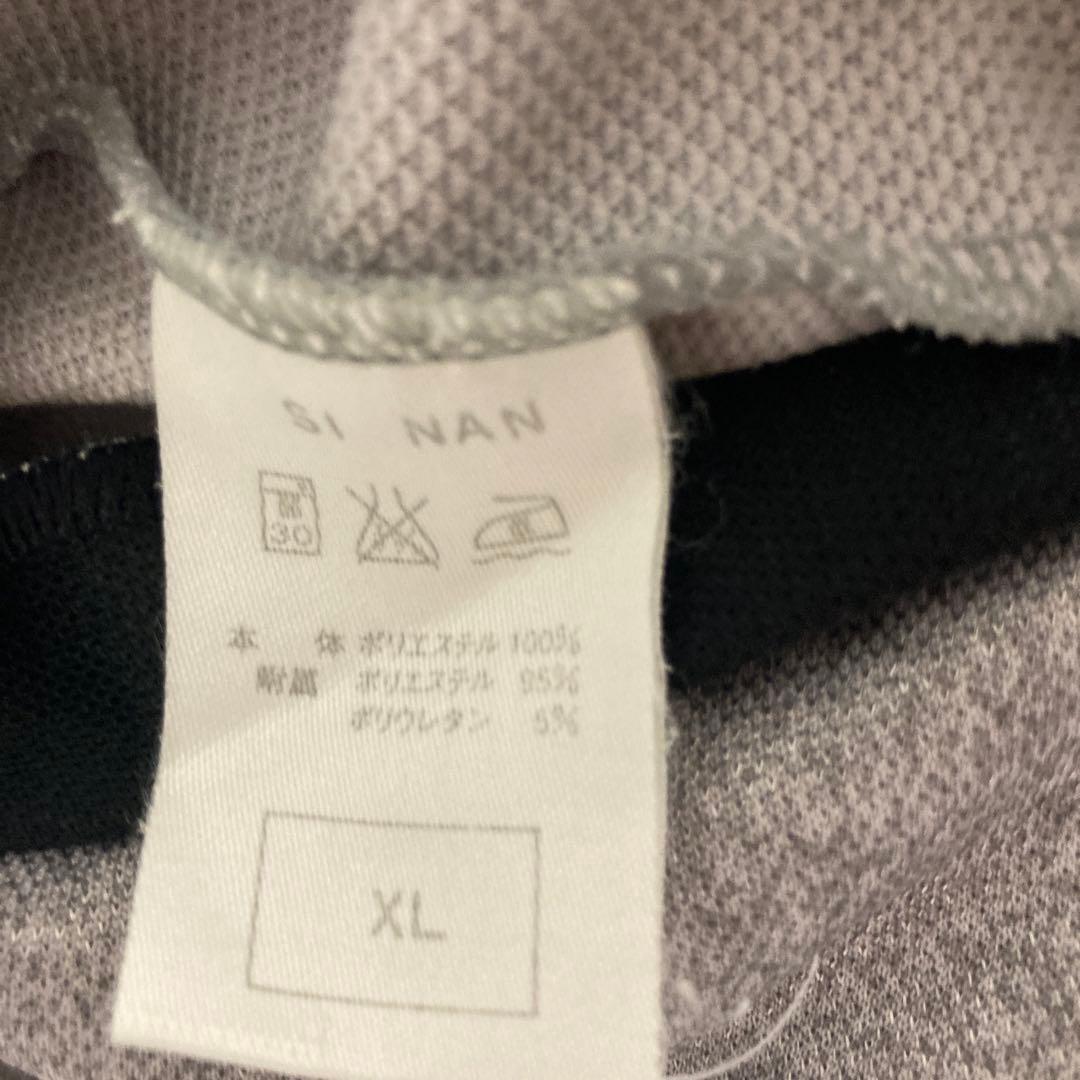 SI NAN
30
本 体 ポリエステル 100%
附属 ポリエステル 95%
ポリウレタン 5%
XL